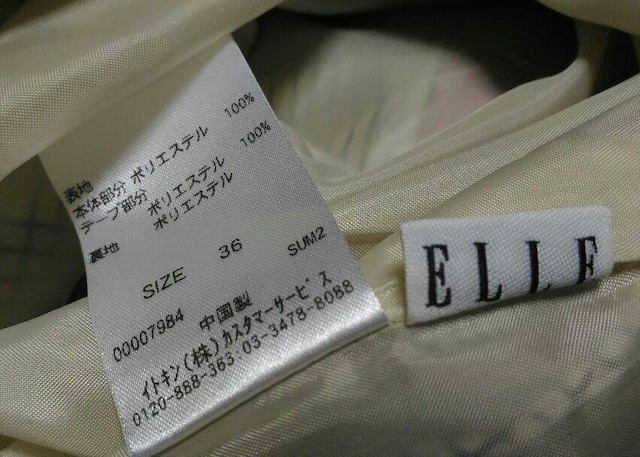 表地
本体部分 ポリエステル 100%
テープ部分 ポリエステル 100%
裏地 ポリエステル
SIZE 36 SUM2
00007984 中国製
イトキン(株)カスタマーサービス
0120-888-363:03-3478-8088
ELLE